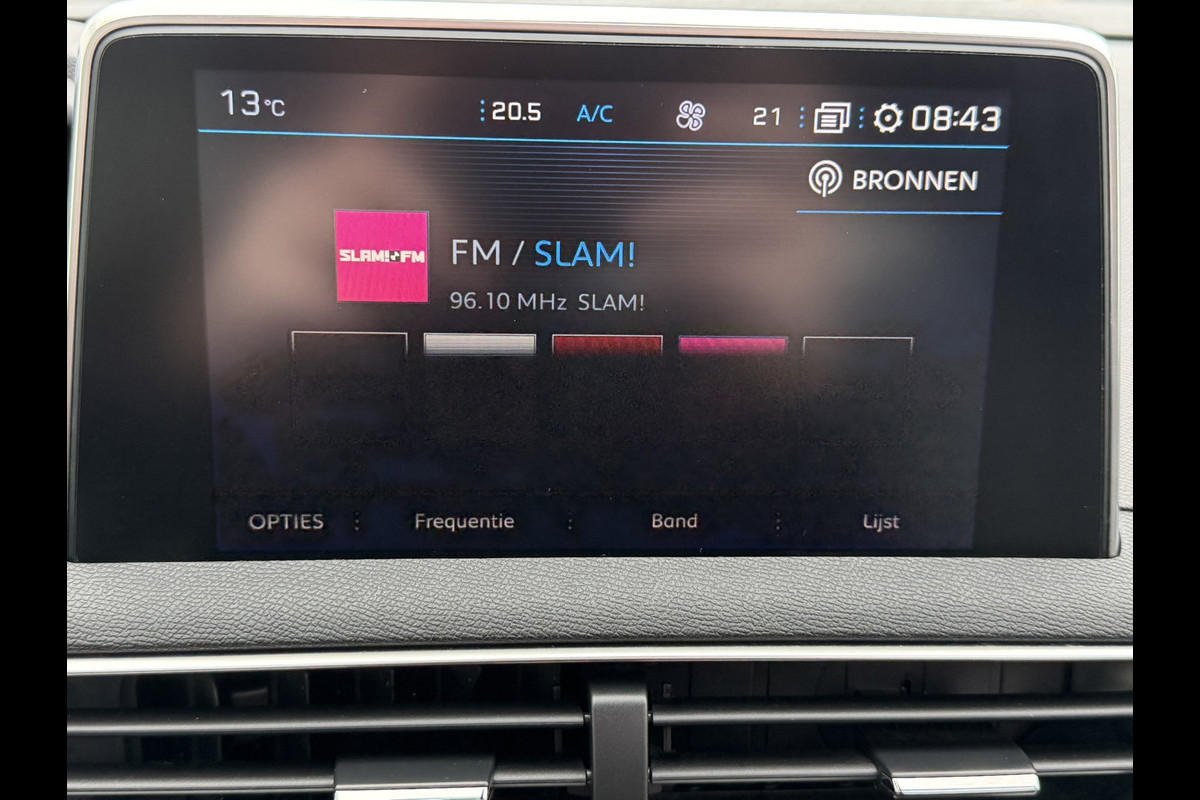 13°C 20.5 A/C 21 08:43
BRONNEN
SLAM! FM
FM / SLAM!
96.10 MHz SLAM!
OPTIES Frequentie Band Lijst